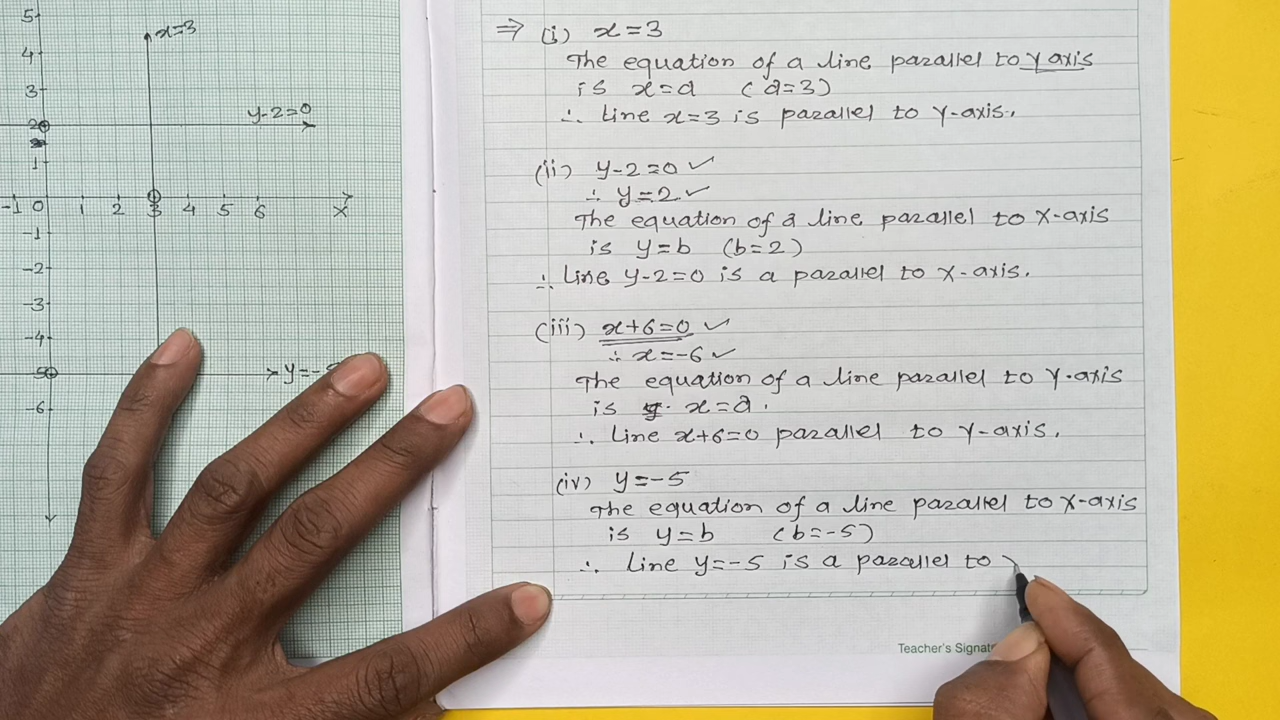 5
4
x=3
3
y-2=0
2
1
-1 0 1 2 3 4 5 6 X
-1
-2
-3
-4
y=-
-6
⇒ (i) x=3
The equation of a line parallel to Y axis
is x=a (a=3)
∴ Line x=3 is parallel to Y-axis.
(ii) y-2=0 ✓
∴ y=2 ✓
The equation of a line parallel to X-axis
is y=b (b=2)
∴ Line y-2=0 is a parallel to X-axis.
(iii) x+6=0 ✓
∴ x=-6 ✓
The equation of a line parallel to Y-axis
is x=a.
∴ Line x+6=0 parallel to Y-axis.
(iv) y=-5
The equation of a line parallel to X-axis
is y=b (b=-5)
∴ Line y=-5 is a parallel to
Teacher's